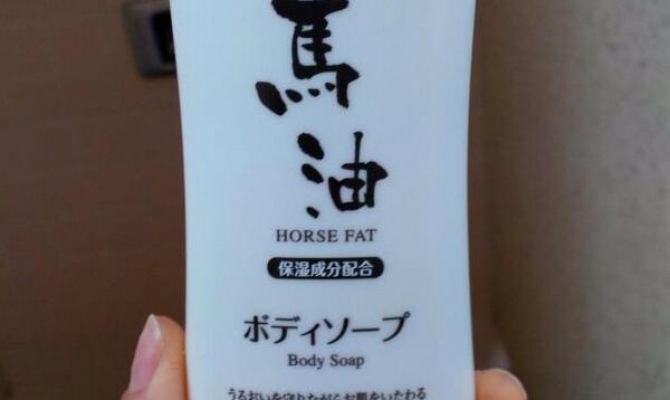 馬油
HORSE FAT
保湿成分配合
ボディソープ
Body Soap
うるおいを守りながらお肌をいたわる